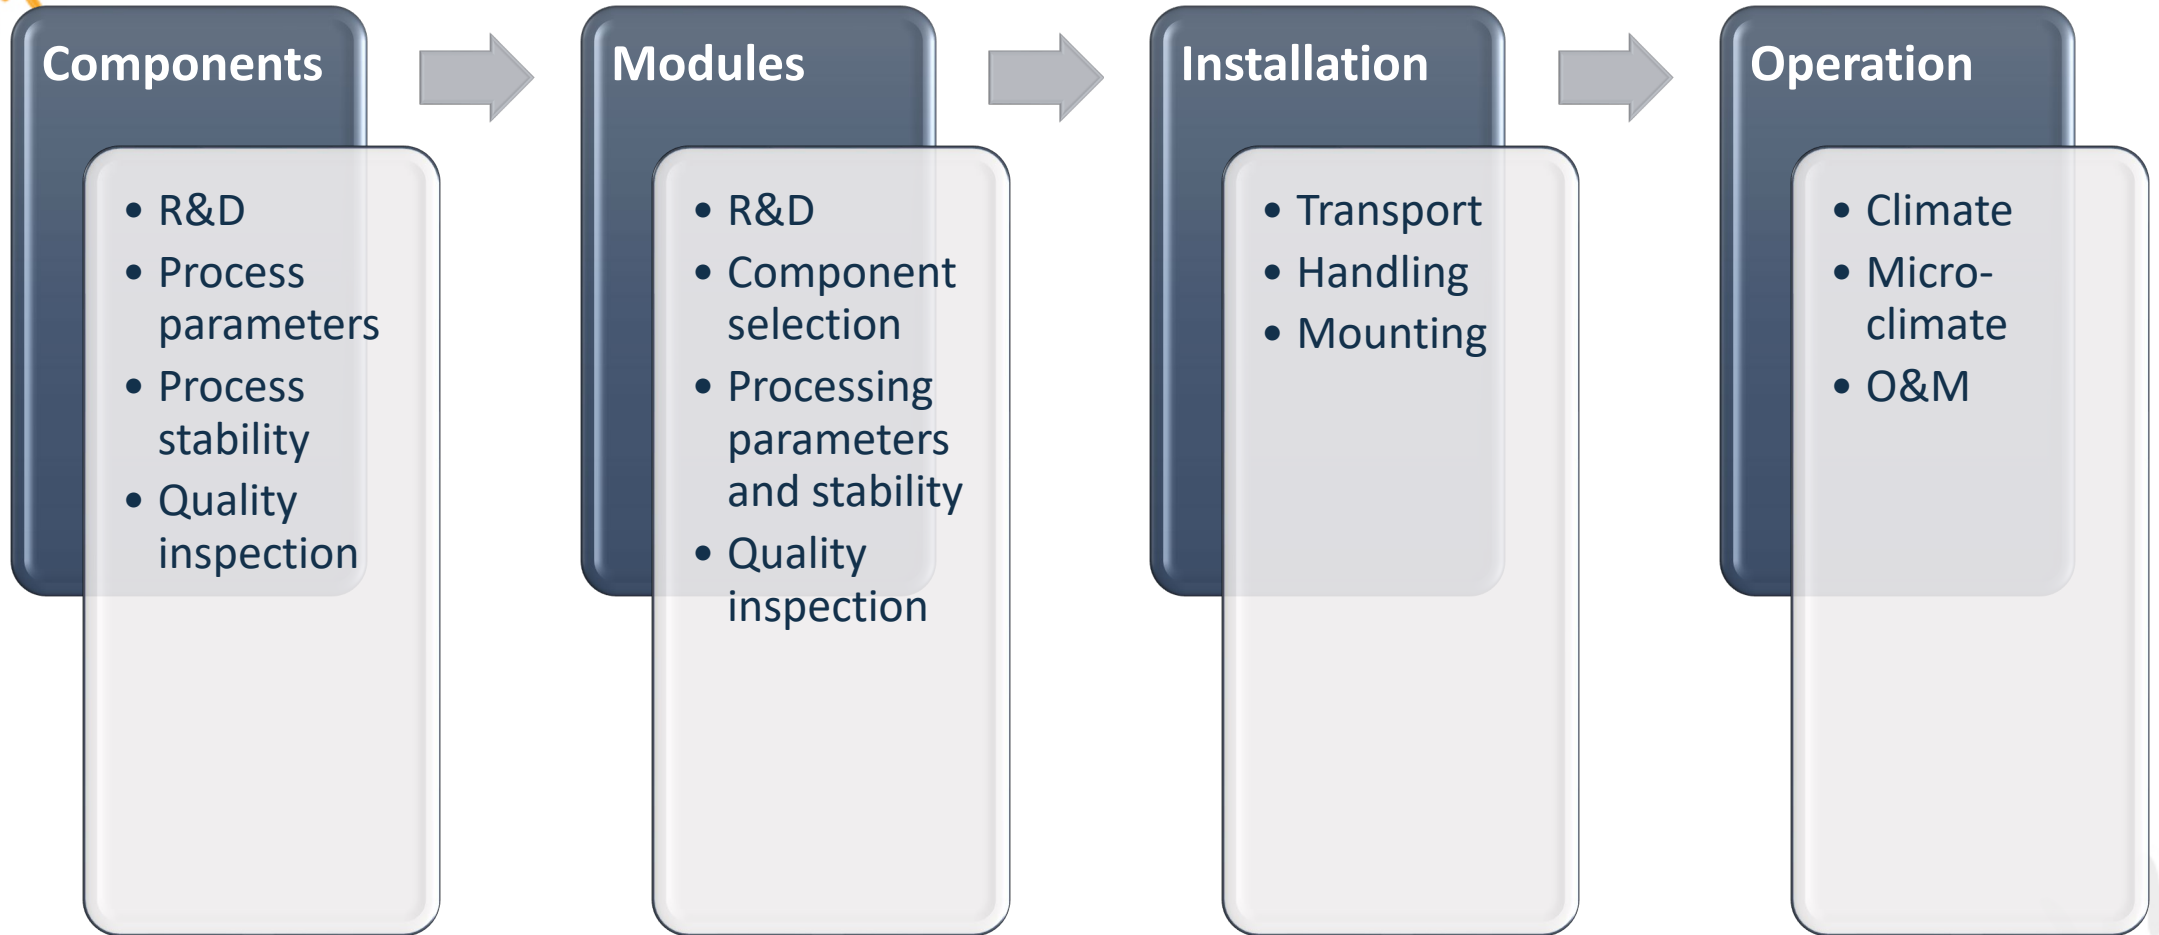 Components
• R&D
• Process
parameters
• Process
stability
• Quality
inspection
Modules
• R&D
• Component
selection
• Processing
parameters
and stability
• Quality
inspection
Installation
• Transport
• Handling
• Mounting
Operation
• Climate
• Micro-
climate
• O&M